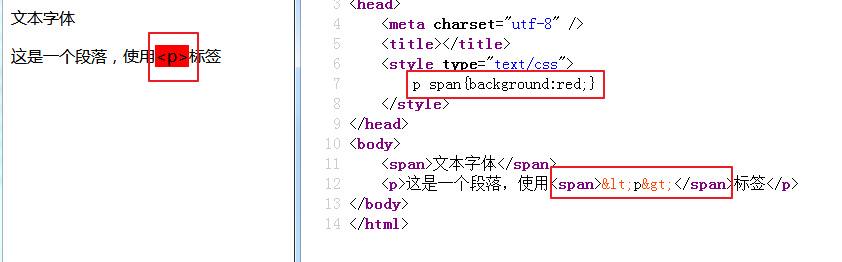 文本字体
这是一个段落，使用<p>标签
3 <head>
4 <meta charset="utf-8" />
5 <title></title>
6 <style type="text/css">
7 p span{background:red;}
8 </style>
9 </head>
10 <body>
11 <span>文本字体</span>
12 <p>这是一个段落，使用<span>&lt;p&gt;</span>标签</p>
13 </body>
14 </html>